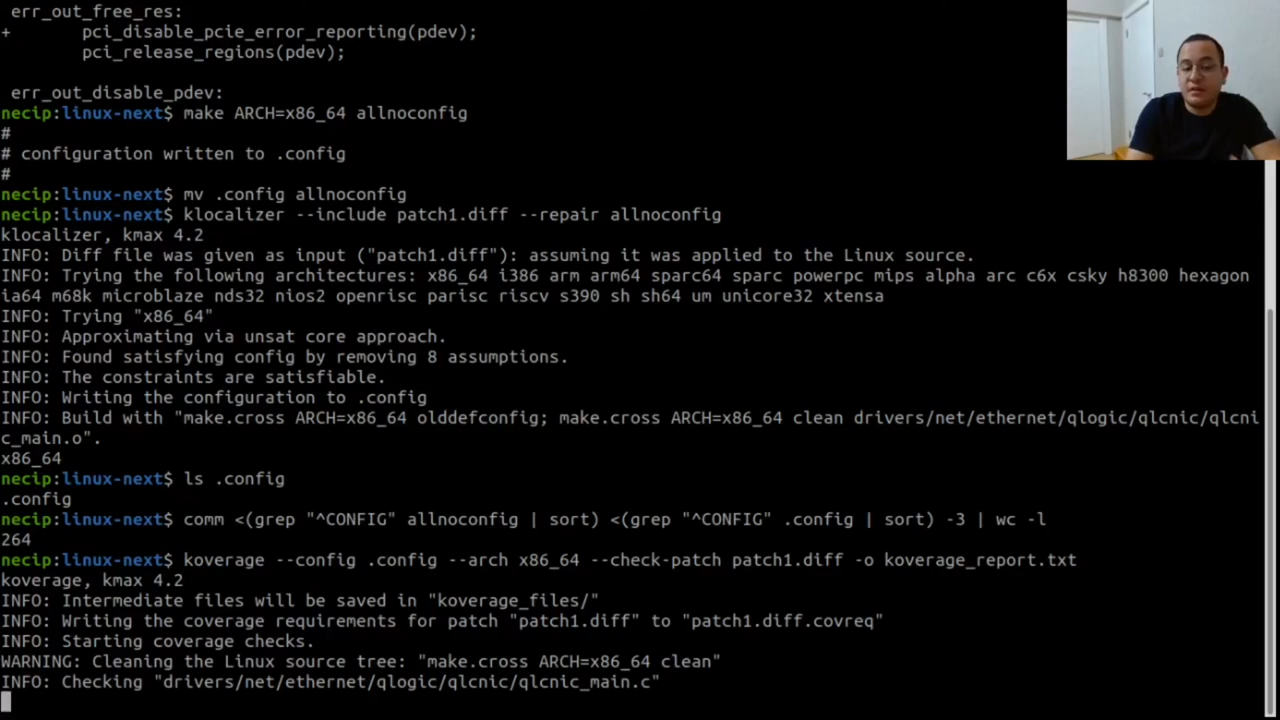 err_out_free_res:
+       pci_disable_pcie_error_reporting(pdev);
        pci_release_regions(pdev);
err_out_disable_pdev:
necip:linux-next$ make ARCH=x86_64 allnoconfig
#
# configuration written to .config
#
necip:linux-next$ mv .config allnoconfig
necip:linux-next$ klocalizer --include patch1.diff --repair allnoconfig
klocalizer, kmax 4.2
INFO: Diff file was given as input ("patch1.diff"): assuming it was applied to the Linux source.
INFO: Trying the following architectures: x86_64 i386 arm arm64 sparc64 sparc powerpc mips alpha arc c6x csky h8300 hexagon
ia64 m68k microblaze nds32 nios2 openrisc parisc riscv s390 sh sh64 um unicore32 xtensa
INFO: Trying "x86_64"
INFO: Approximating via unsat core approach.
INFO: Found satisfying config by removing 8 assumptions.
INFO: The constraints are satisfiable.
INFO: Writing the configuration to .config
INFO: Build with "make.cross ARCH=x86_64 olddefconfig; make.cross ARCH=x86_64 clean drivers/net/ethernet/qlogic/qlcnic/qlcni
c_main.o".
x86_64
necip:linux-next$ ls .config
.config
necip:linux-next$ comm <(grep "^CONFIG" allnoconfig | sort) <(grep "^CONFIG" .config | sort) -3 | wc -l
264
necip:linux-next$ koverage --config .config --arch x86_64 --check-patch patch1.diff -o koverage_report.txt
koverage, kmax 4.2
INFO: Intermediate files will be saved in "koverage_files/"
INFO: Writing the coverage requirements for patch "patch1.diff" to "patch1.diff.covreq"
INFO: Starting coverage checks.
WARNING: Cleaning the Linux source tree: "make.cross ARCH=x86_64 clean"
INFO: Checking "drivers/net/ethernet/qlogic/qlcnic/qlcnic_main.c"